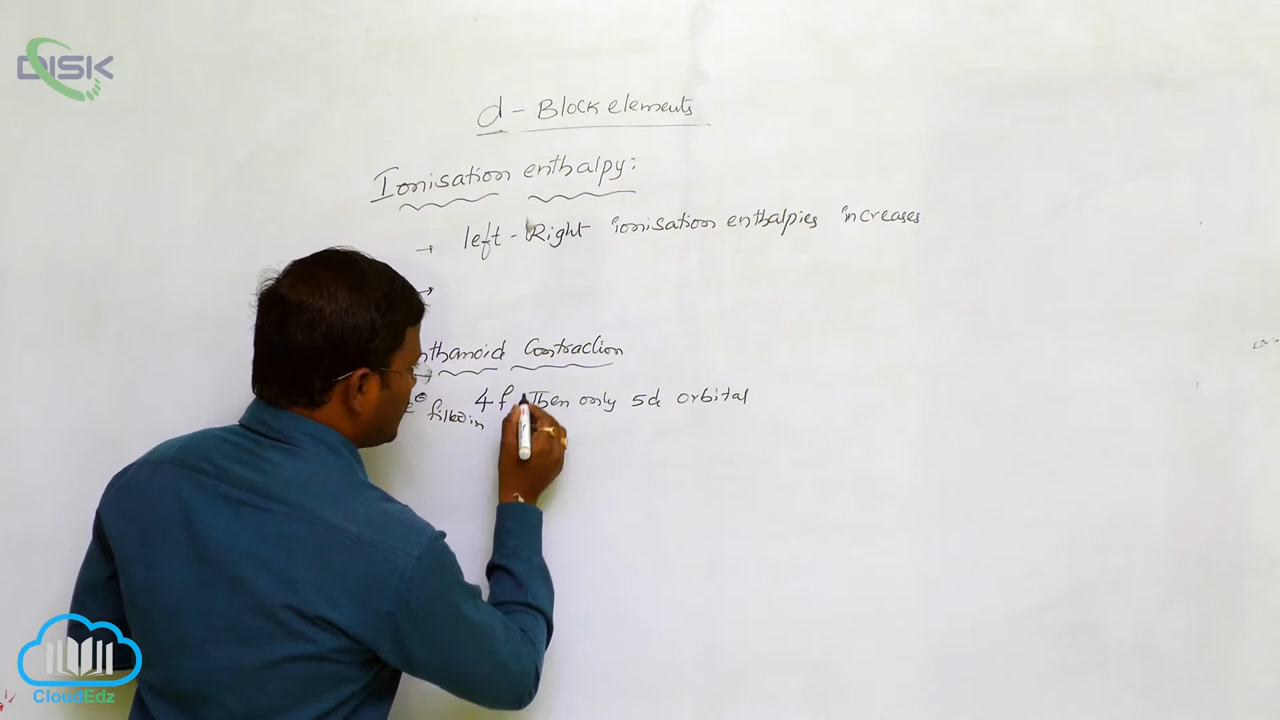 DISK
d - Block elements
Ionisation enthalpy:
→ left - Right ionisation enthalpies increases
→
nthanoid Contraction
e⊖ filled in 4f Then only 5d orbital
CloudEdz